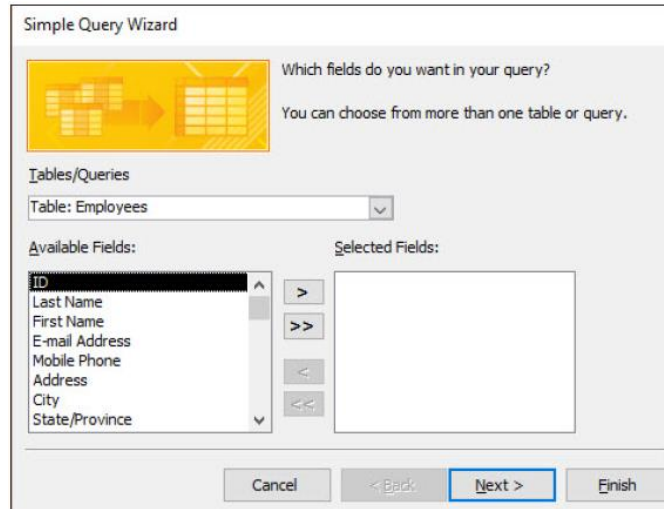 Simple Query Wizard
Which fields do you want in your query?
You can choose from more than one table or query.
Tables/Queries
Table: Employees
Available Fields:
Selected Fields:
ID
Last Name
First Name
E-mail Address
Mobile Phone
Address
City
State/Province
>
>>
<
<<
Cancel
< Back
Next >
Finish